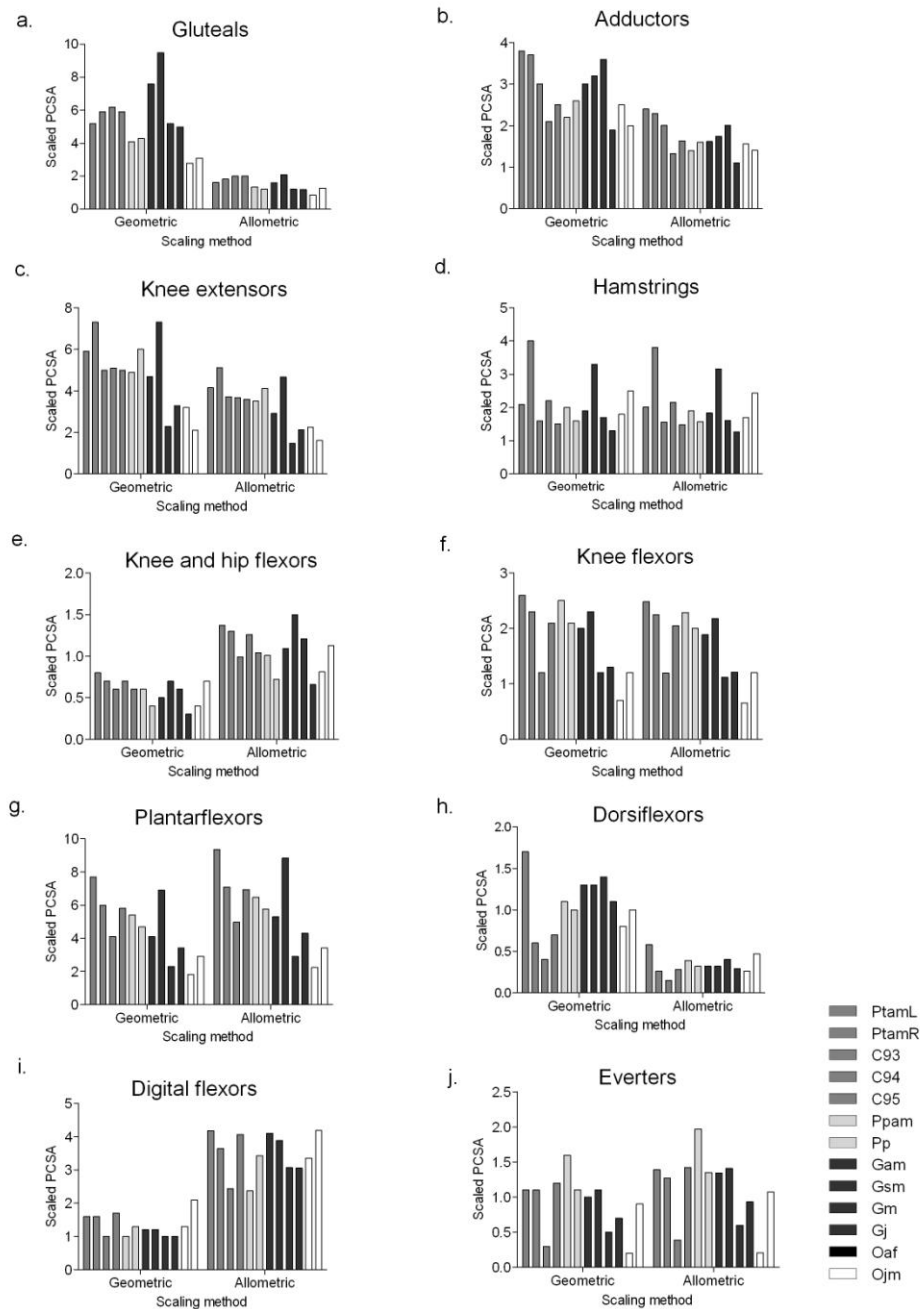 a.
Gluteals
10
8
6
4
2
0
Scaled PCSA
Geometric
Allometric
Scaling method
b.
Adductors
4
3
2
1
0
Scaled PCSA
Geometric
Allometric
Scaling method
c.
Knee extensors
8
6
4
2
0
Scaled PCSA
Geometric
Allometric
Scaling method
d.
Hamstrings
5
4
3
2
1
0
Scaled PCSA
Geometric
Allometric
Scaling method
e.
Knee and hip flexors
2.0
1.5
1.0
0.5
0.0
Scaled PCSA
Geometric
Allometric
Scaling method
f.
Knee flexors
3
2
1
0
Scaled PCSA
Geometric
Allometric
Scaling method
g.
Plantarflexors
10
8
6
4
2
0
Scaled PCSA
Geometric
Allometric
Scaling method
h.
Dorsiflexors
2.0
1.5
1.0
0.5
0.0
Scaled PCSA
Geometric
Allometric
Scaling method
i.
Digital flexors
5
4
3
2
1
0
Scaled PCSA
Geometric
Allometric
Scaling method
j.
Everters
2.5
2.0
1.5
1.0
0.5
0.0
Scaled PCSA
Geometric
Allometric
Scaling method
PtamL
PtamR
C93
C94
C95
Ppam
Pp
Gam
Gsm
Gm
Gj
Oaf
Ojm